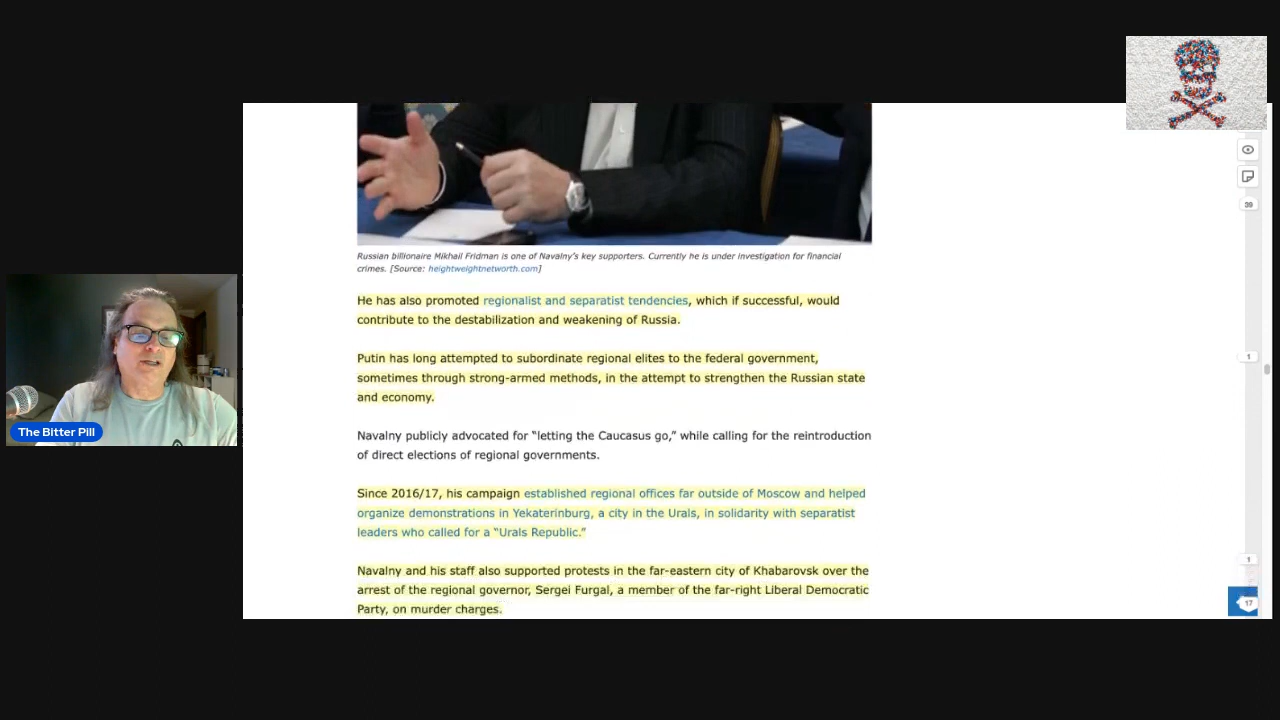 Russian billionaire Mikhail Fridman is one of Navalny's key supporters. Currently he is under investigation for financial
crimes. [Source: heightweightnetworth.com]
He has also promoted regionalist and separatist tendencies, which if successful, would
contribute to the destabilization and weakening of Russia.
Putin has long attempted to subordinate regional elites to the federal government,
sometimes through strong-armed methods, in the attempt to strengthen the Russian state
and economy.
Navalny publicly advocated for “letting the Caucasus go,” while calling for the reintroduction
of direct elections of regional governments.
Since 2016/17, his campaign established regional offices far outside of Moscow and helped
organize demonstrations in Yekaterinburg, a city in the Urals, in solidarity with separatist
leaders who called for a “Urals Republic.”
Navalny and his staff also supported protests in the far-eastern city of Khabarovsk over the
arrest of the regional governor, Sergei Furgal, a member of the far-right Liberal Democratic
Party, on murder charges.
The Bitter Pill
39
1
1
17